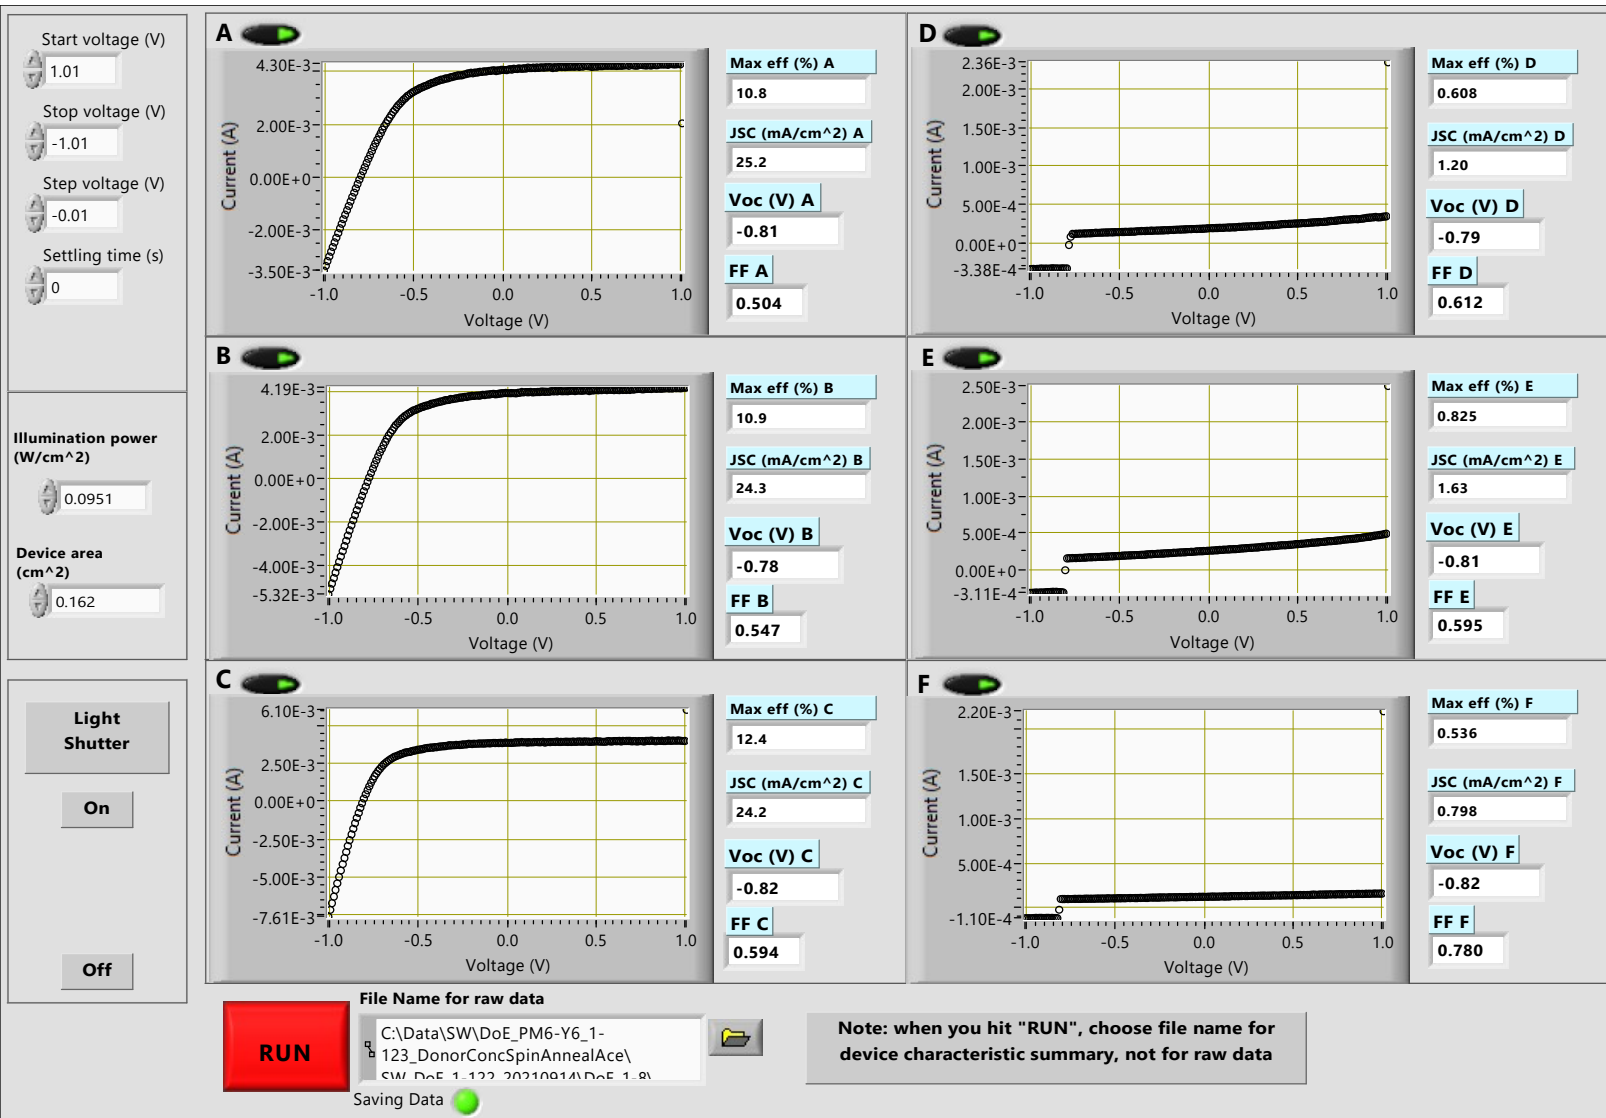 Start voltage (V)
1.01
Stop voltage (V)
-1.01
Step voltage (V)
-0.01
Settling time (s)
0
Illumination power
(W/cm^2)
0.0951
Device area
(cm^2)
0.162
Light
Shutter
On
Off
A
Current (A)
4.30E-3
2.00E-3
0.00E+0
-2.00E-3
-3.50E-3
-1.0 -0.5 0.0 0.5 1.0
Voltage (V)
Max eff (%) A
10.8
JSC (mA/cm^2) A
25.2
Voc (V) A
-0.81
FF A
0.504
B
Current (A)
4.19E-3
2.00E-3
0.00E+0
-2.00E-3
-4.00E-3
-5.32E-3
-1.0 -0.5 0.0 0.5 1.0
Voltage (V)
Max eff (%) B
10.9
JSC (mA/cm^2) B
24.3
Voc (V) B
-0.78
FF B
0.547
C
Current (A)
6.10E-3
2.50E-3
0.00E+0
-2.50E-3
-5.00E-3
-7.61E-3
-1.0 -0.5 0.0 0.5 1.0
Voltage (V)
Max eff (%) C
12.4
JSC (mA/cm^2) C
24.2
Voc (V) C
-0.82
FF C
0.594
D
Current (A)
2.36E-3
2.00E-3
1.50E-3
1.00E-3
5.00E-4
0.00E+0
-3.38E-4
-1.0 -0.5 0.0 0.5 1.0
Voltage (V)
Max eff (%) D
0.608
JSC (mA/cm^2) D
1.20
Voc (V) D
-0.79
FF D
0.612
E
Current (A)
2.50E-3
2.00E-3
1.50E-3
1.00E-3
5.00E-4
0.00E+0
-3.11E-4
-1.0 -0.5 0.0 0.5 1.0
Voltage (V)
Max eff (%) E
0.825
JSC (mA/cm^2) E
1.63
Voc (V) E
-0.81
FF E
0.595
F
Current (A)
2.20E-3
1.50E-3
1.00E-3
5.00E-4
-1.10E-4
-1.0 -0.5 0.0 0.5 1.0
Voltage (V)
Max eff (%) F
0.536
JSC (mA/cm^2) F
0.798
Voc (V) F
-0.82
FF F
0.780
RUN
File Name for raw data
C:\Data\SW\DoE_PM6-Y6_1-
123_DonorConcSpinAnnealAce\
SW_DoE_1-122_20210914\DoE_1-8\
Saving Data
Note: when you hit "RUN", choose file name for
device characteristic summary, not for raw data